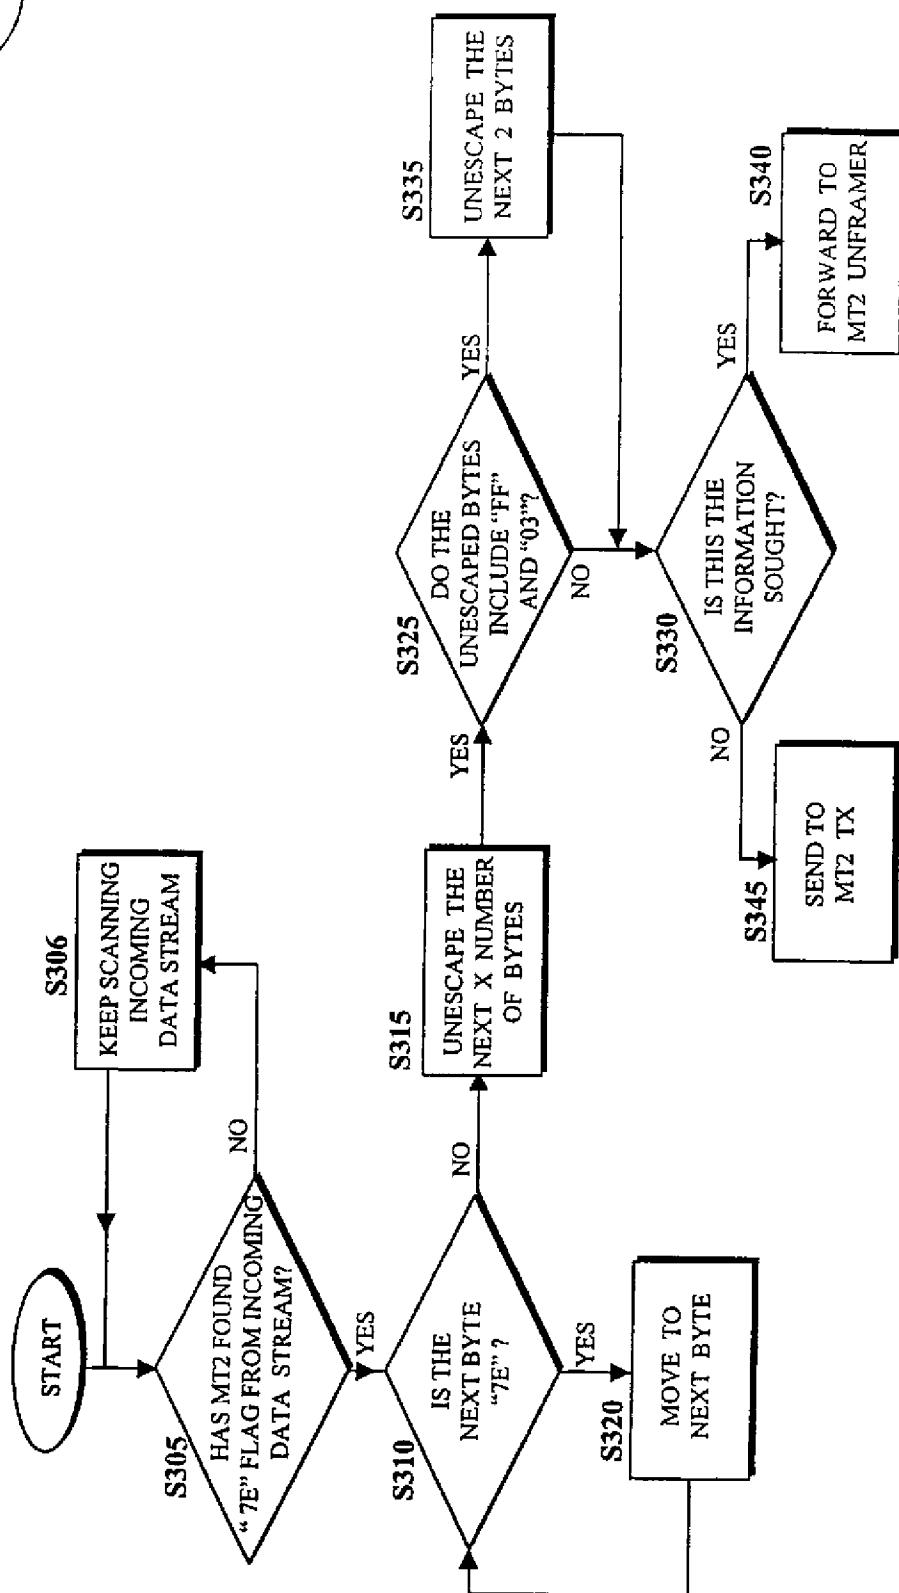 START
S305
HAS MT2 FOUND
“ 7E” FLAG FROM INCOMING
DATA STREAM?
NO
S306
KEEP SCANNING
INCOMING
DATA STREAM
YES
S310
IS THE
NEXT BYTE
“7E” ?
YES
S320
MOVE TO
NEXT BYTE
NO
S315
UNESCAPE THE
NEXT X NUMBER
OF BYTES
YES
S325
DO THE
UNESCAPED BYTES
INCLUDE “FF”
AND “03”?
YES
S335
UNESCAPE THE
NEXT 2 BYTES
NO
S330
IS THIS THE
INFORMATION
SOUGHT?
NO
S345
SEND TO
MT2 TX
YES
S340
FORWARD TO
MT2 UNFRAMER